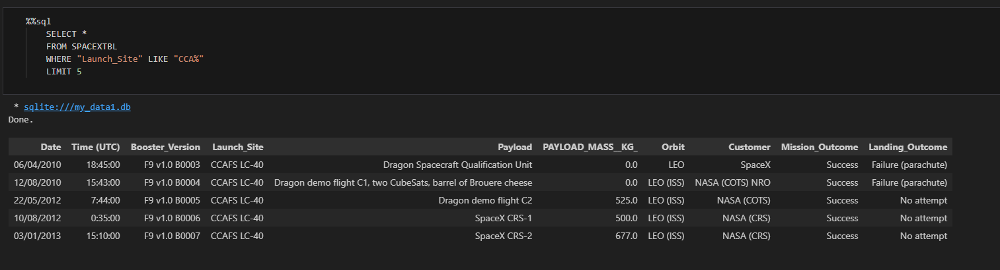 %%sql
SELECT *
FROM SPACEXTBL
WHERE "Launch_Site" LIKE "CCA%"
LIMIT 5
* sqlite:///my_data1.db
Done.
Date Time (UTC) Booster_Version Launch_Site Payload PAYLOAD_MASS__KG_ Orbit Customer Mission_Outcome Landing_Outcome
06/04/2010 18:45:00 F9 v1.0 B0003 CCAFS LC-40 Dragon Spacecraft Qualification Unit 0.0 LEO SpaceX Success Failure (parachute)
12/08/2010 15:43:00 F9 v1.0 B0004 CCAFS LC-40 Dragon demo flight C1, two CubeSats, barrel of Brouere cheese 0.0 LEO (ISS) NASA (COTS) NRO Success Failure (parachute)
22/05/2012 7:44:00 F9 v1.0 B0005 CCAFS LC-40 Dragon demo flight C2 525.0 LEO (ISS) NASA (COTS) Success No attempt
10/08/2012 0:35:00 F9 v1.0 B0006 CCAFS LC-40 SpaceX CRS-1 500.0 LEO (ISS) NASA (CRS) Success No attempt
03/01/2013 15:10:00 F9 v1.0 B0007 CCAFS LC-40 SpaceX CRS-2 677.0 LEO (ISS) NASA (CRS) Success No attempt